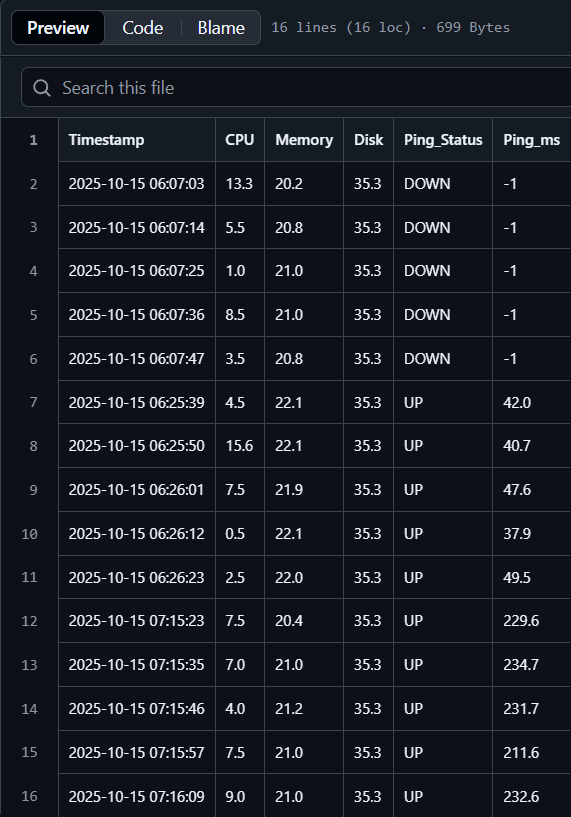 Preview Code Blame 16 lines (16 loc) · 699 Bytes
Search this file
1 Timestamp CPU Memory Disk Ping_Status Ping_ms
2 2025-10-15 06:07:03 13.3 20.2 35.3 DOWN -1
3 2025-10-15 06:07:14 5.5 20.8 35.3 DOWN -1
4 2025-10-15 06:07:25 1.0 21.0 35.3 DOWN -1
5 2025-10-15 06:07:36 8.5 21.0 35.3 DOWN -1
6 2025-10-15 06:07:47 3.5 20.8 35.3 DOWN -1
7 2025-10-15 06:25:39 4.5 22.1 35.3 UP 42.0
8 2025-10-15 06:25:50 15.6 22.1 35.3 UP 40.7
9 2025-10-15 06:26:01 7.5 21.9 35.3 UP 47.6
10 2025-10-15 06:26:12 0.5 22.1 35.3 UP 37.9
11 2025-10-15 06:26:23 2.5 22.0 35.3 UP 49.5
12 2025-10-15 07:15:23 7.5 20.4 35.3 UP 229.6
13 2025-10-15 07:15:35 7.0 21.0 35.3 UP 234.7
14 2025-10-15 07:15:46 4.0 21.2 35.3 UP 231.7
15 2025-10-15 07:15:57 7.5 21.0 35.3 UP 211.6
16 2025-10-15 07:16:09 9.0 21.0 35.3 UP 232.6